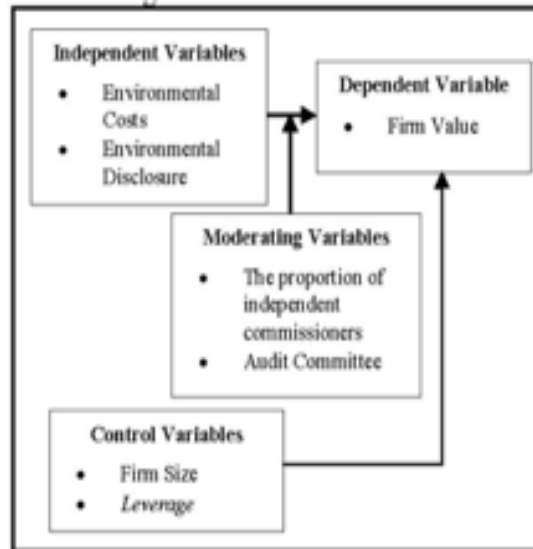 Independent Variables
• Environmental
Costs
• Environmental
Disclosure
Dependent Variable
• Firm Value
Moderating Variables
• The proportion of
independent
commissioners
• Audit Committee
Control Variables
• Firm Size
• Leverage